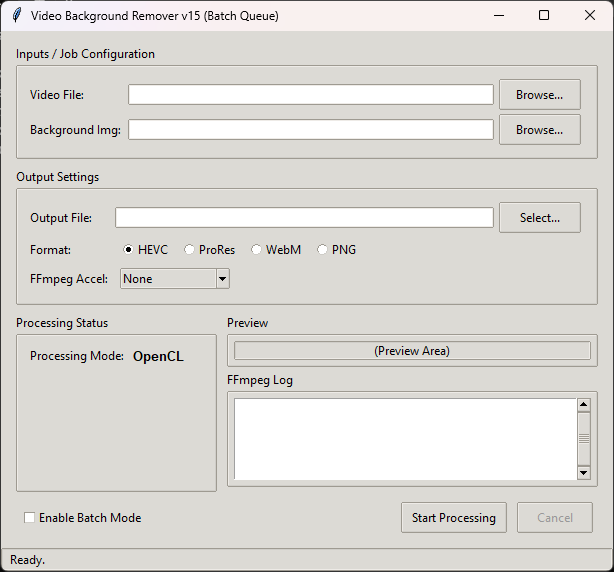 Video Background Remover v15 (Batch Queue)
Inputs / Job Configuration
Video File: Browse...
Background Img: Browse...
Output Settings
Output File: Select...
Format: HEVC ProRes WebM PNG
FFmpeg Accel: None
Processing Status
Processing Mode: OpenCL
Preview
(Preview Area)
FFmpeg Log
Enable Batch Mode
Start Processing Cancel
Ready.